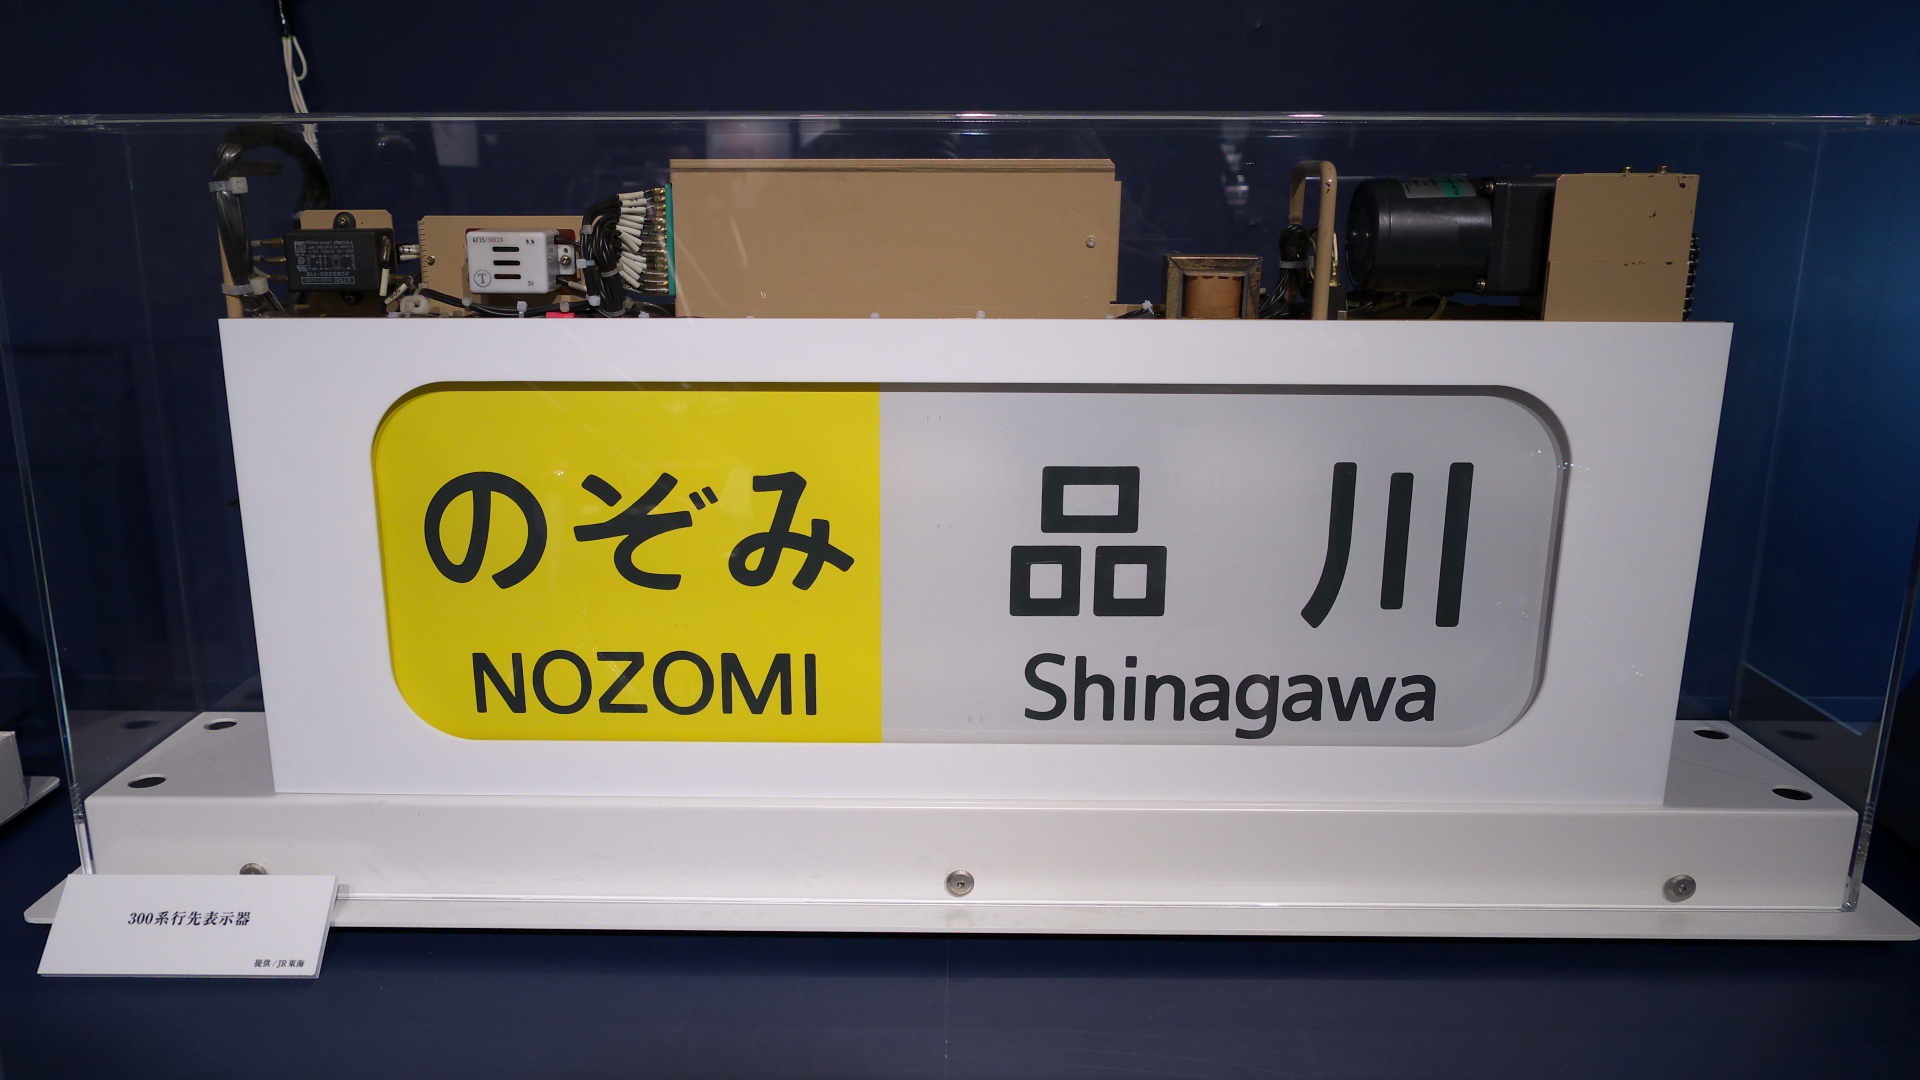 のぞみ
NOZOMI
品川
Shinagawa
300系行先表示器
提供/JR東海